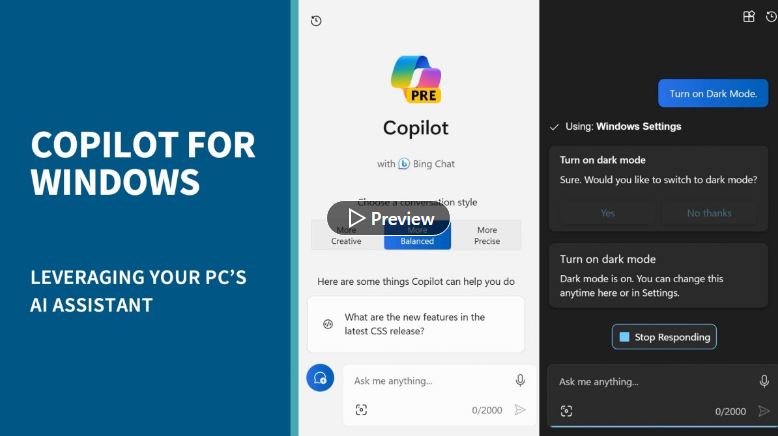 COPILOT FOR
WINDOWS
LEVERAGING YOUR PC'S
AI ASSISTANT
PRE
Copilot
with Bing Chat
Choose a conversation style
Preview
More
Creative
More
Balanced
More
Precise
Here are some things Copilot can help you do
What are the new features in the
latest CSS release?
Ask me anything...
0/2000
Turn on Dark Mode.
Using: Windows Settings
Turn on dark mode
Sure. Would you like to switch to dark mode?
Yes
No thanks
Turn on dark mode
Dark mode is on. You can change this
anytime here or in Settings.
Stop Responding
Ask me anything...
0/2000